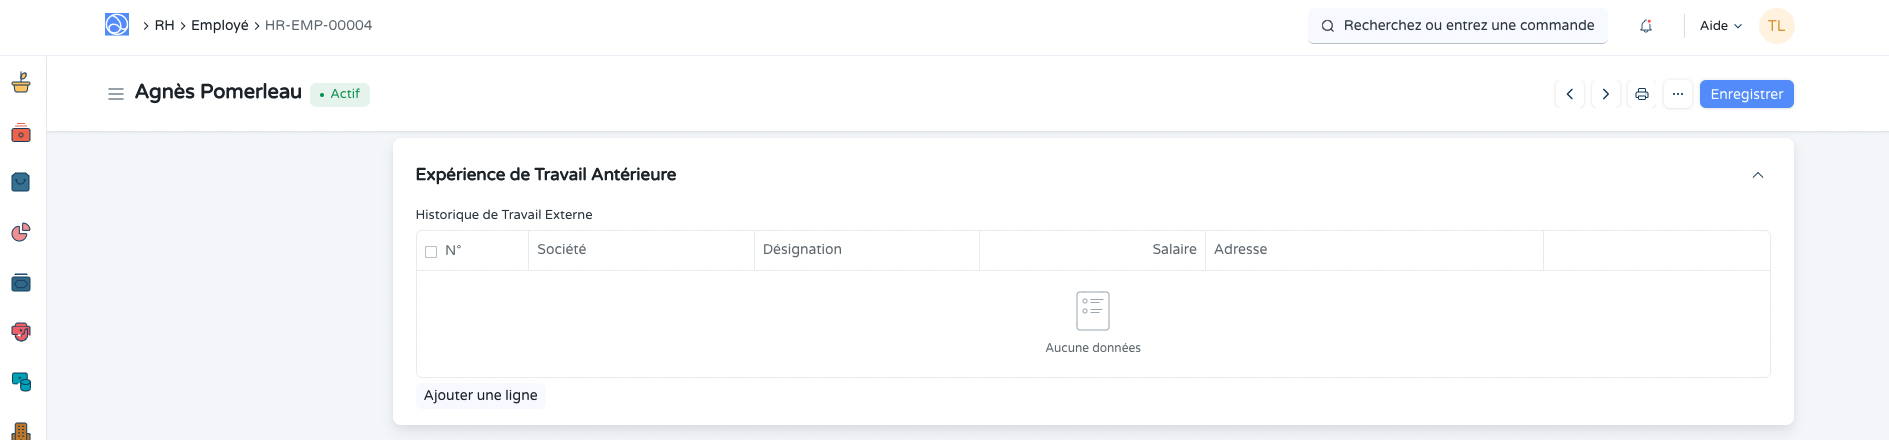 RH Employé HR-EMP-00004
Recherchez ou entrez une commande
Aide
TL
Agnès Pomerleau
Actif
Enregistrer
Expérience de Travail Antérieure
Historique de Travail Externe
N° Société Désignation Salaire Adresse
Aucune données
Ajouter une ligne